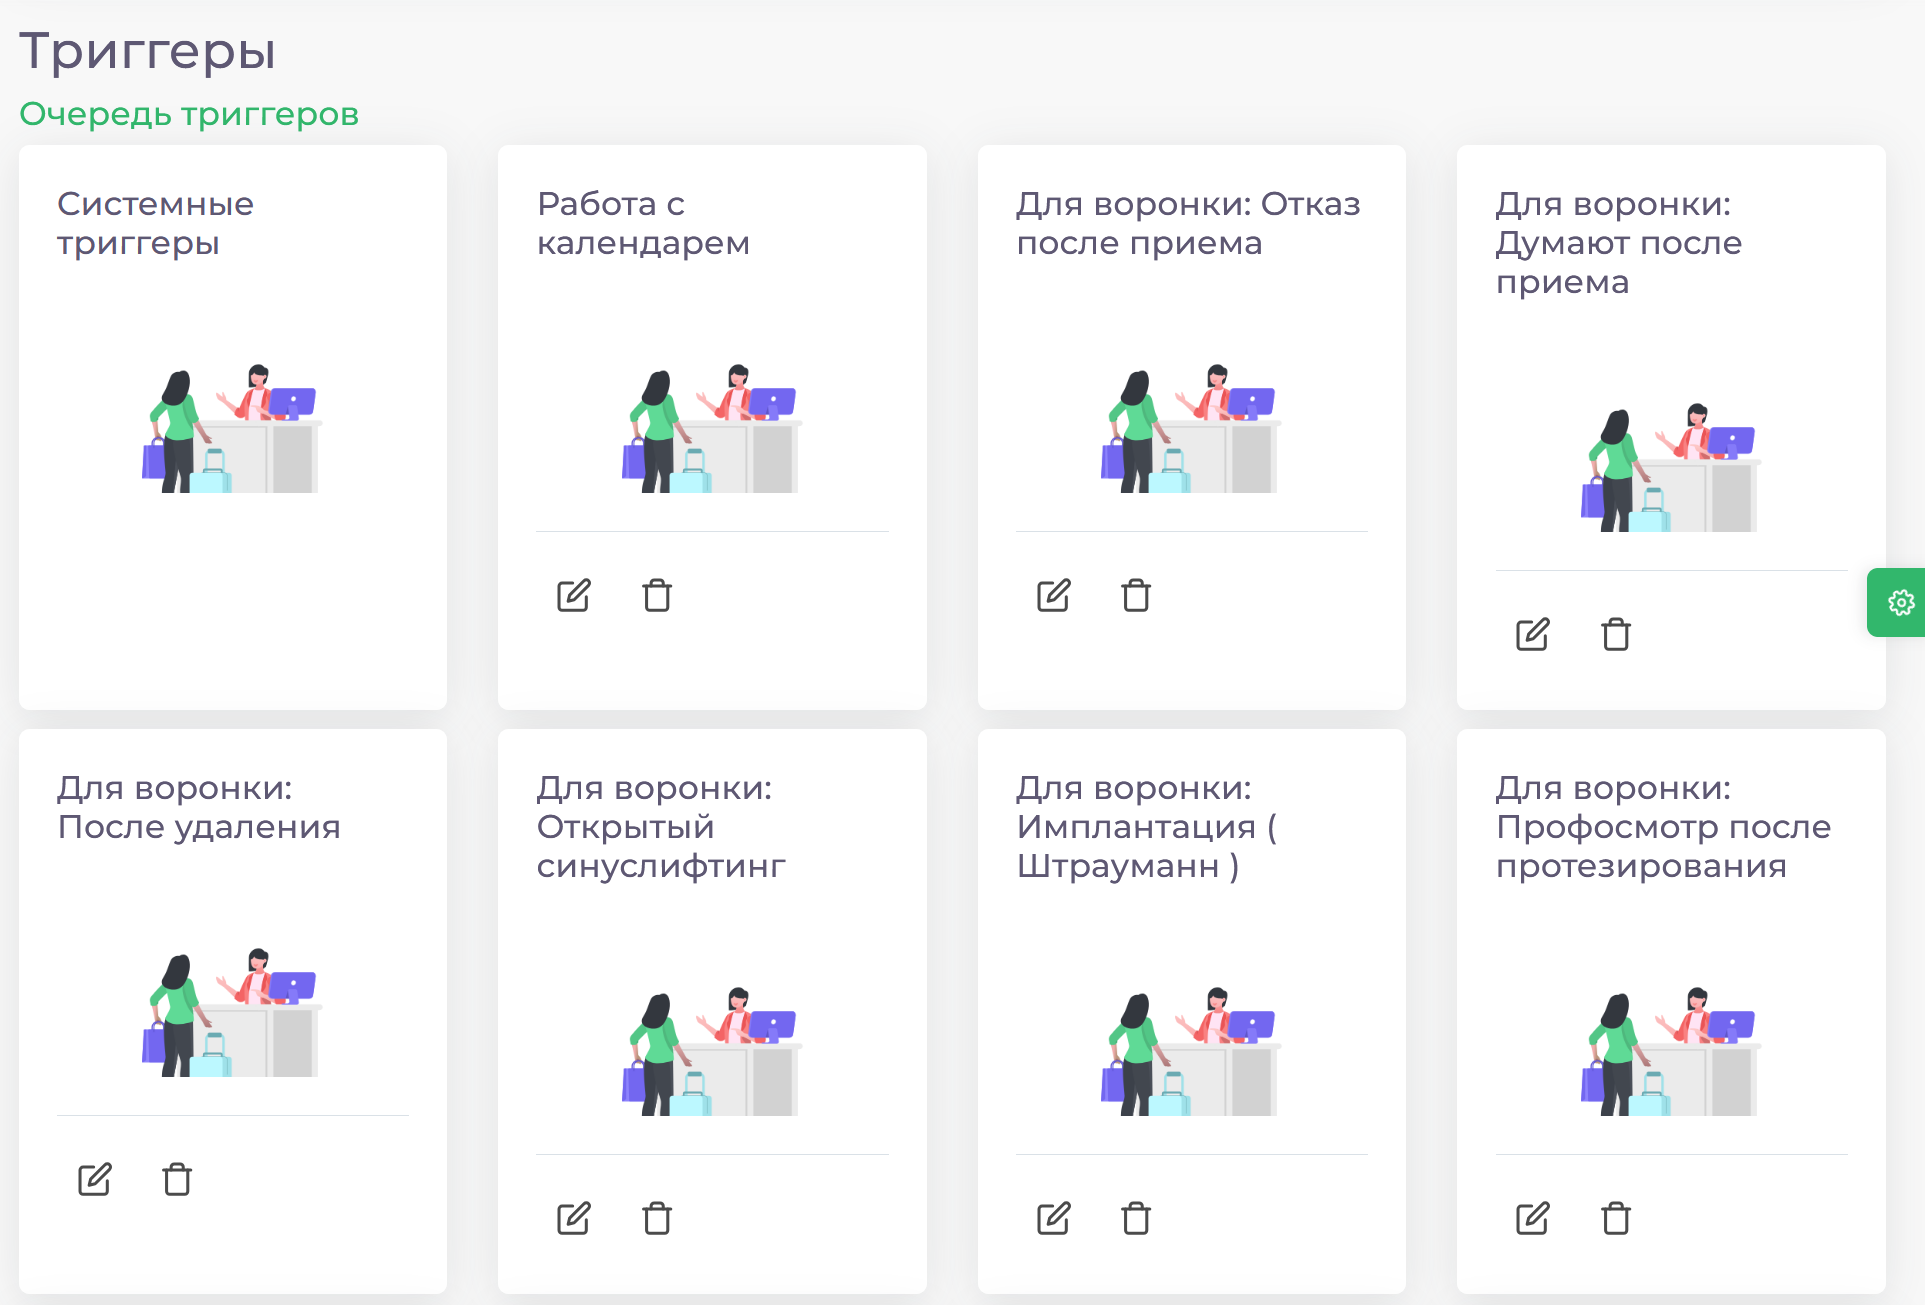 Триггеры
Очередь триггеров
Системные
триггеры
Работа с
календарем
Для воронки: Отказ
после приема
Для воронки:
Думают после
приема
Для воронки:
После удаления
Для воронки:
Открытый
синуслифтинг
Для воронки:
Имплантация (
Штрауманн )
Для воронки:
Профосмотр после
протезирования